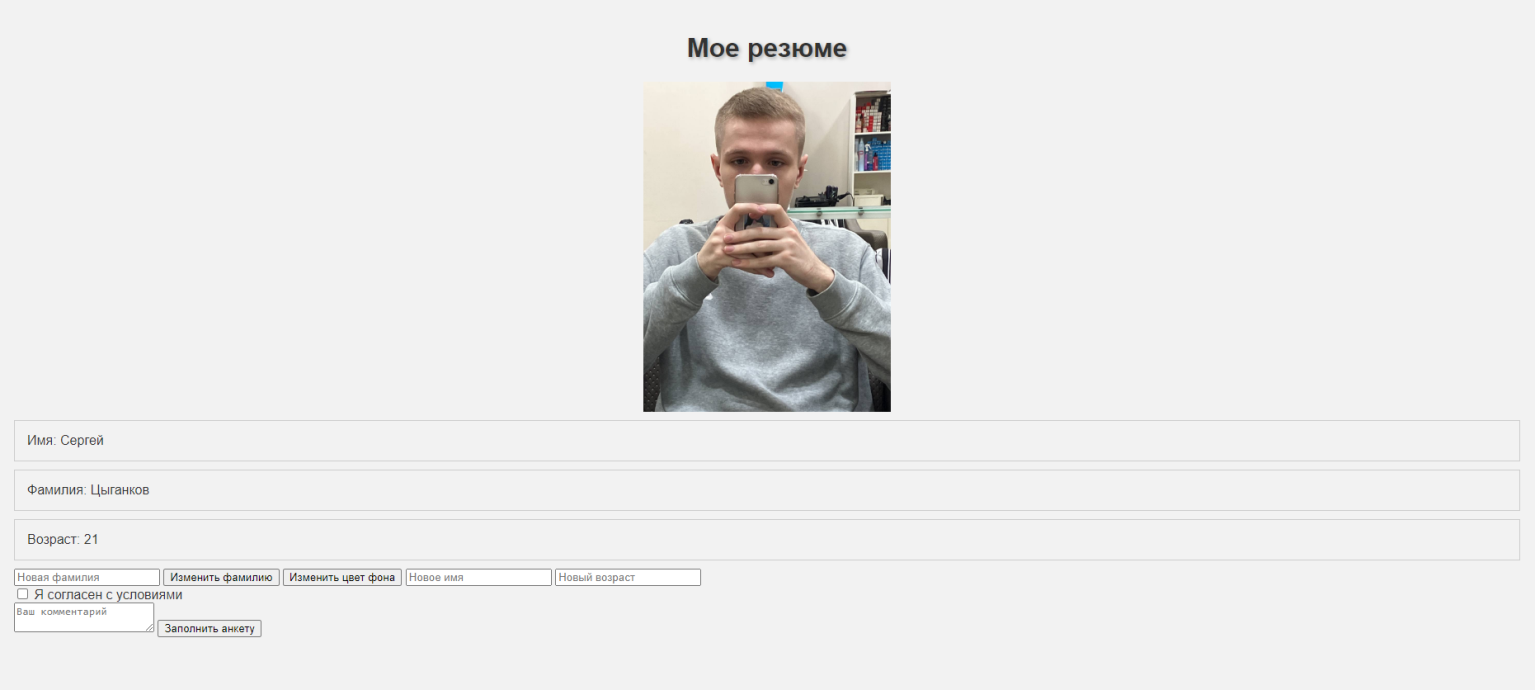 Мое резюме
Имя: Сергей
Фамилия: Цыганков
Возраст: 21
Новая фамилия Изменить фамилию Изменить цвет фона Новое имя Новый возраст
Я согласен с условиями
Ваш комментарий Заполнить анкету